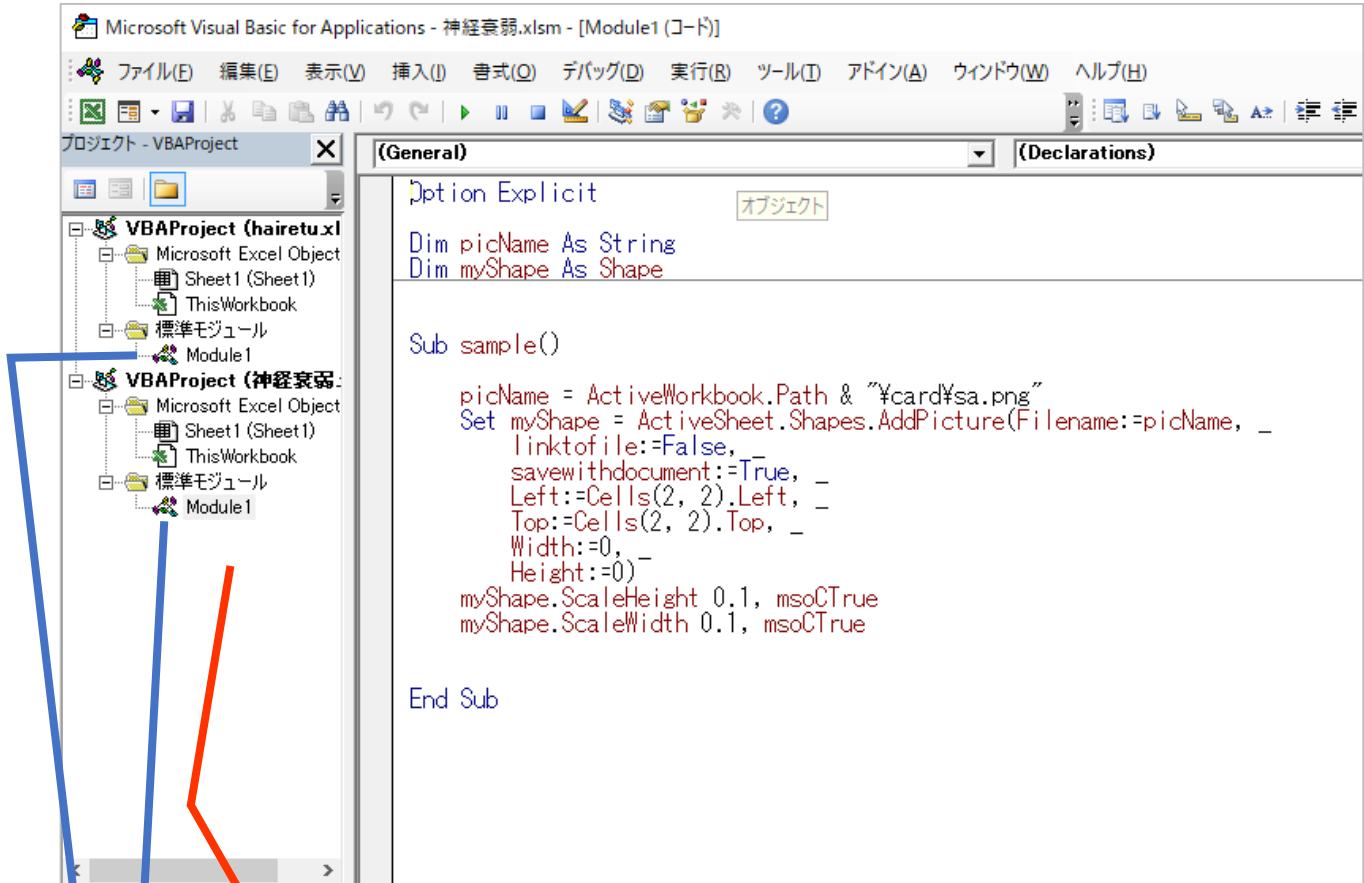 Microsoft Visual Basic for Applications - 神経衰弱.xlsm - [Module1 (コード)]
ファイル(F) 編集(E) 表示(V) 挿入(I) 書式(O) デバッグ(D) 実行(R) ツール(T) アドイン(A) ウィンドウ(W) ヘルプ(H)
プロジェクト - VBAProject
(General) (Declarations)
VBAProject (hairetu.xl
Microsoft Excel Object
Sheet1 (Sheet1)
ThisWorkbook
標準モジュール
Module1
VBAProject (神経衰弱.
Microsoft Excel Object
Sheet1 (Sheet1)
ThisWorkbook
標準モジュール
Module1
Option Explicit
オブジェクト
Dim picName As String
Dim myShape As Shape
Sub sample()
picName = ActiveWorkbook.Path & "¥card¥sa.png"
Set myShape = ActiveSheet.Shapes.AddPicture(Filename:=picName, _
linktofile:=False, _
savewithdocument:=True, _
Left:=Cells(2, 2).Left, _
Top:=Cells(2, 2).Top, _
Width:=0, _
Height:=0)
myShape.ScaleHeight 0.1, msoCTrue
myShape.ScaleWidth 0.1, msoCTrue
End Sub